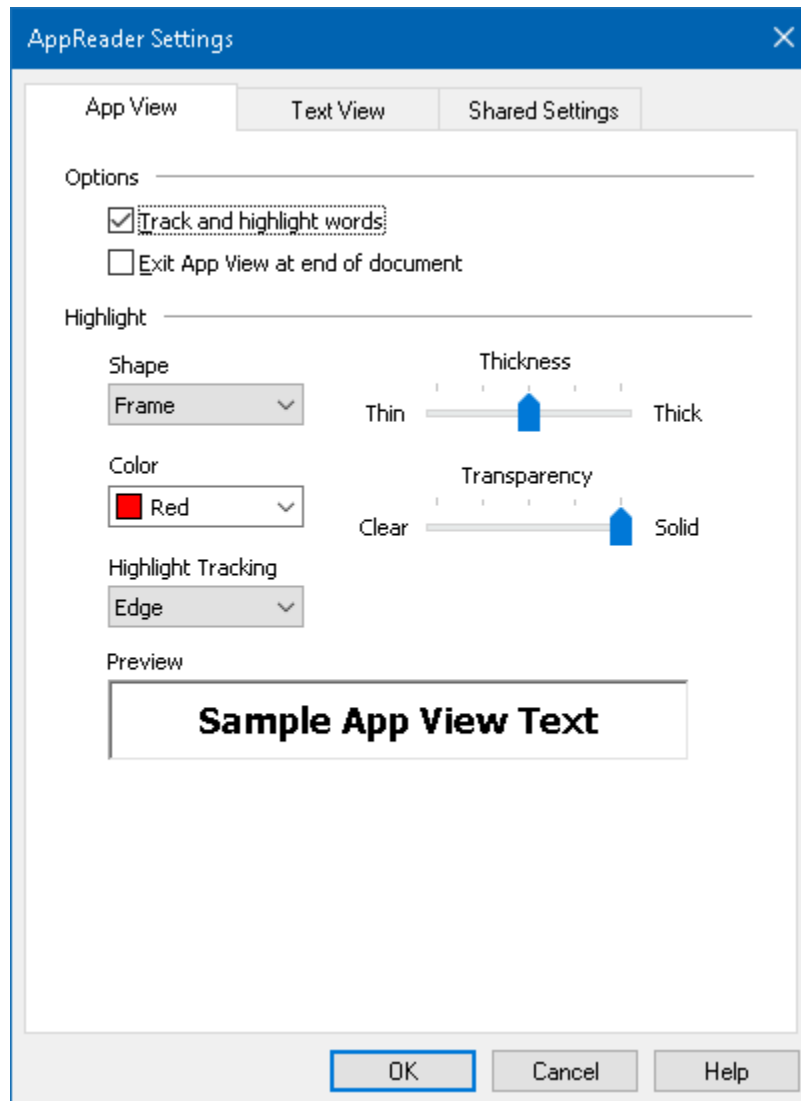 AppReader Settings
App View
Text View
Shared Settings
Options
Track and highlight words
Exit App View at end of document
Highlight
Shape
Frame
Thickness
Thin
Thick
Color
Red
Transparency
Clear
Solid
Highlight Tracking
Edge
Preview
Sample App View Text
OK
Cancel
Help